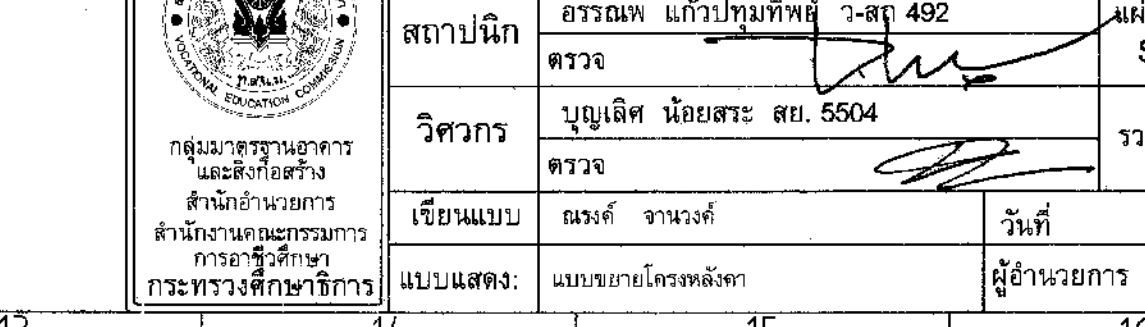 VOCATIONAL EDUCATION COMMISSION
กลุ่มมาตรฐานอาคาร
และสิ่งก่อสร้าง
สำนักอำนวยการ
สำนักงานคณะกรรมการ
การอาชีวศึกษา
กระทรวงศึกษาธิการ
สถาปนิก
อรรณพ แก้วปทุมทิพย์ ว-สถ 492
ตรวจ
วิศวกร
บุญเลิศ น้อยสระ สย. 5504
ตรวจ
เขียนแบบ
ณรงค์ จานวงค์
วันที่
แบบแสดง:
แบบขยายโครงหลังคา
ผู้อำนวยการ